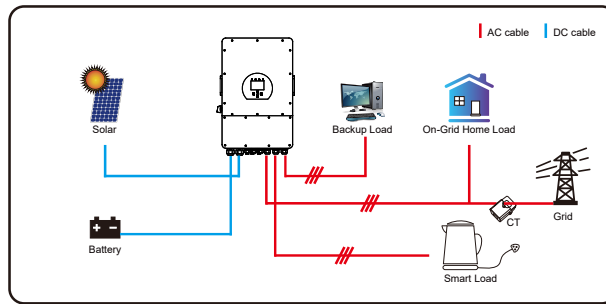 AC cable
DC cable
Solar
Backup Load
On-Grid Home Load
CT
Grid
Battery
Smart Load